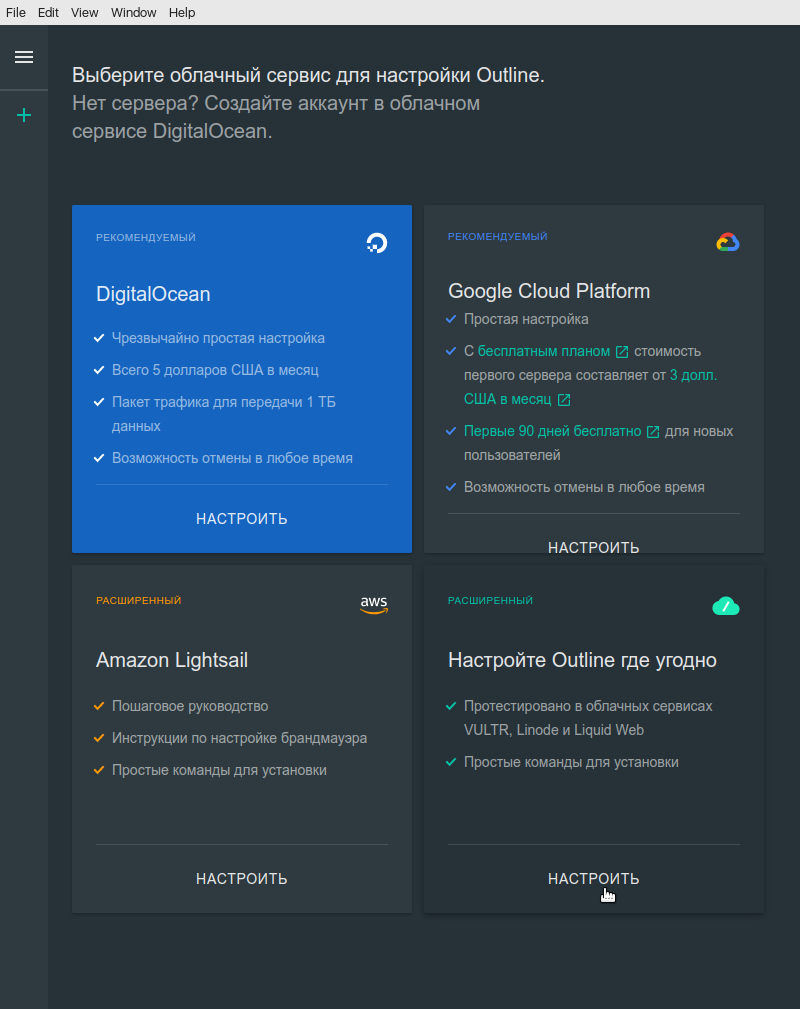 File Edit View Window Help
Выберите облачный сервис для настройки Outline.
Нет сервера? Создайте аккаунт в облачном
сервисе DigitalOcean.
РЕКОМЕНДУЕМЫЙ
DigitalOcean
Чрезвычайно простая настройка
Всего 5 долларов США в месяц
Пакет трафика для передачи 1 ТБ
данных
Возможность отмены в любое время
НАСТРОИТЬ
РЕКОМЕНДУЕМЫЙ
Google Cloud Platform
Простая настройка
С бесплатным планом стоимость
первого сервера составляет от 3 долл.
США в месяц
Первые 90 дней бесплатно для новых
пользователей
Возможность отмены в любое время
НАСТРОИТЬ
РАСШИРЕННЫЙ
aws
Amazon Lightsail
Пошаговое руководство
Инструкции по настройке брандмауэра
Простые команды для установки
НАСТРОИТЬ
РАСШИРЕННЫЙ
Настройте Outline где угодно
Протестировано в облачных сервисах
VULTR, Linode и Liquid Web
Простые команды для установки
НАСТРОИТЬ